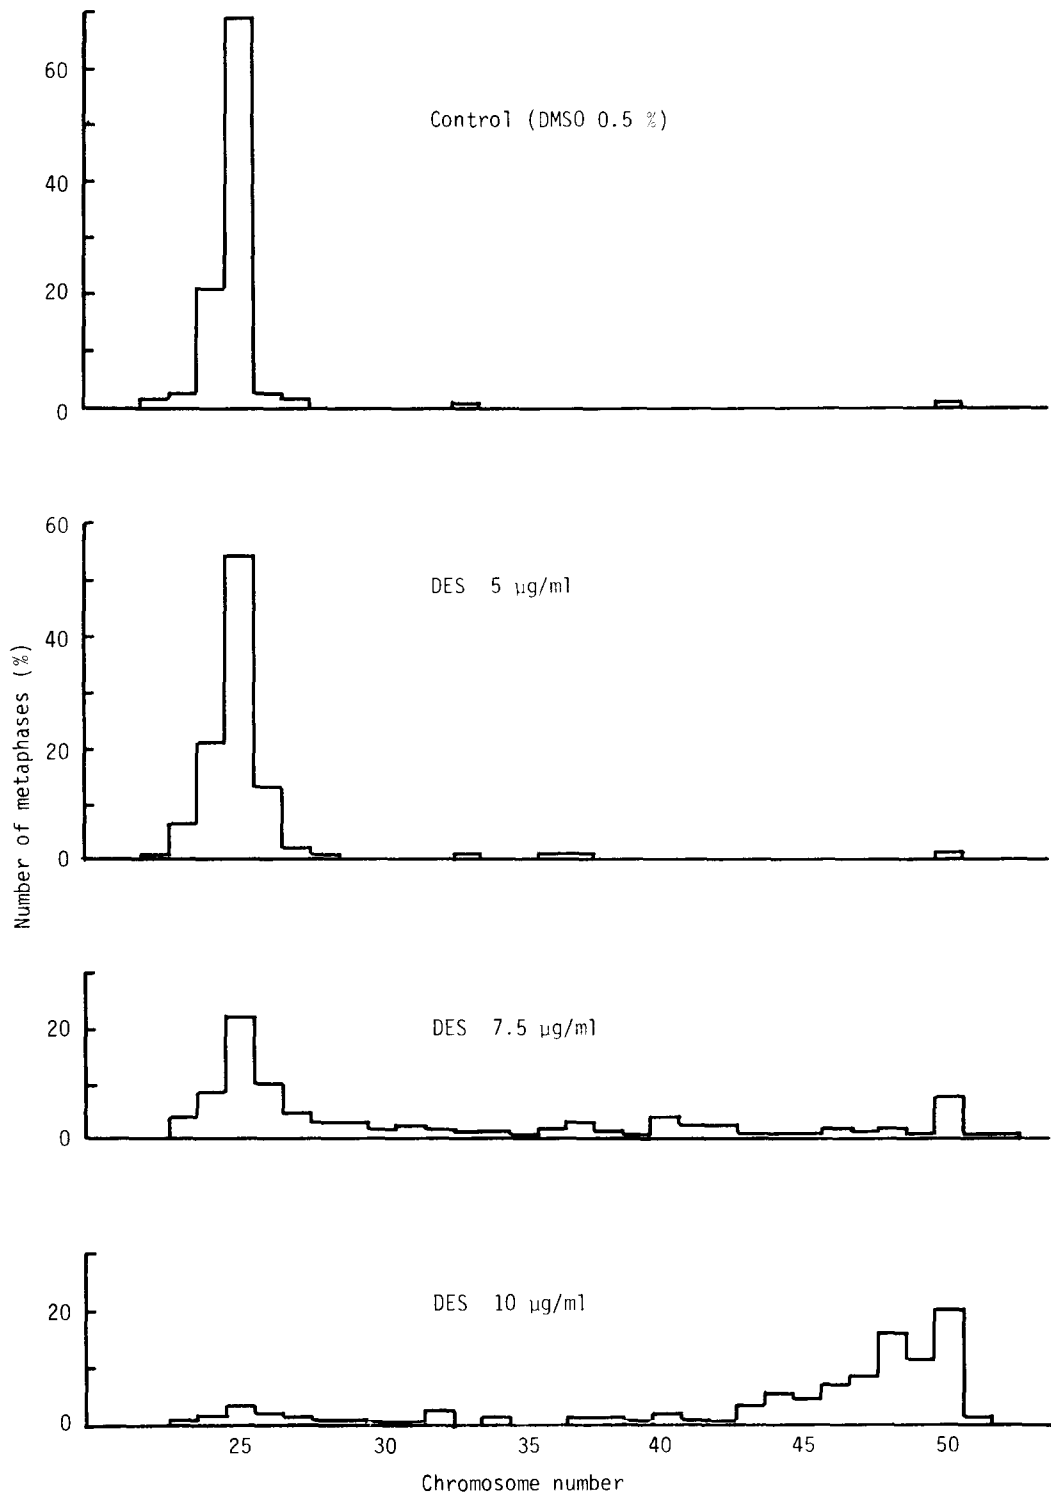 60
Control (DMSO 0.5 %)
40
20
0
60
DES 5 µg/ml
40
20
0
Number of metaphases (%)
20
DES 7.5 µg/ml
0
DES 10 µg/ml
20
0
25 30 35 40 45 50
Chromosome number